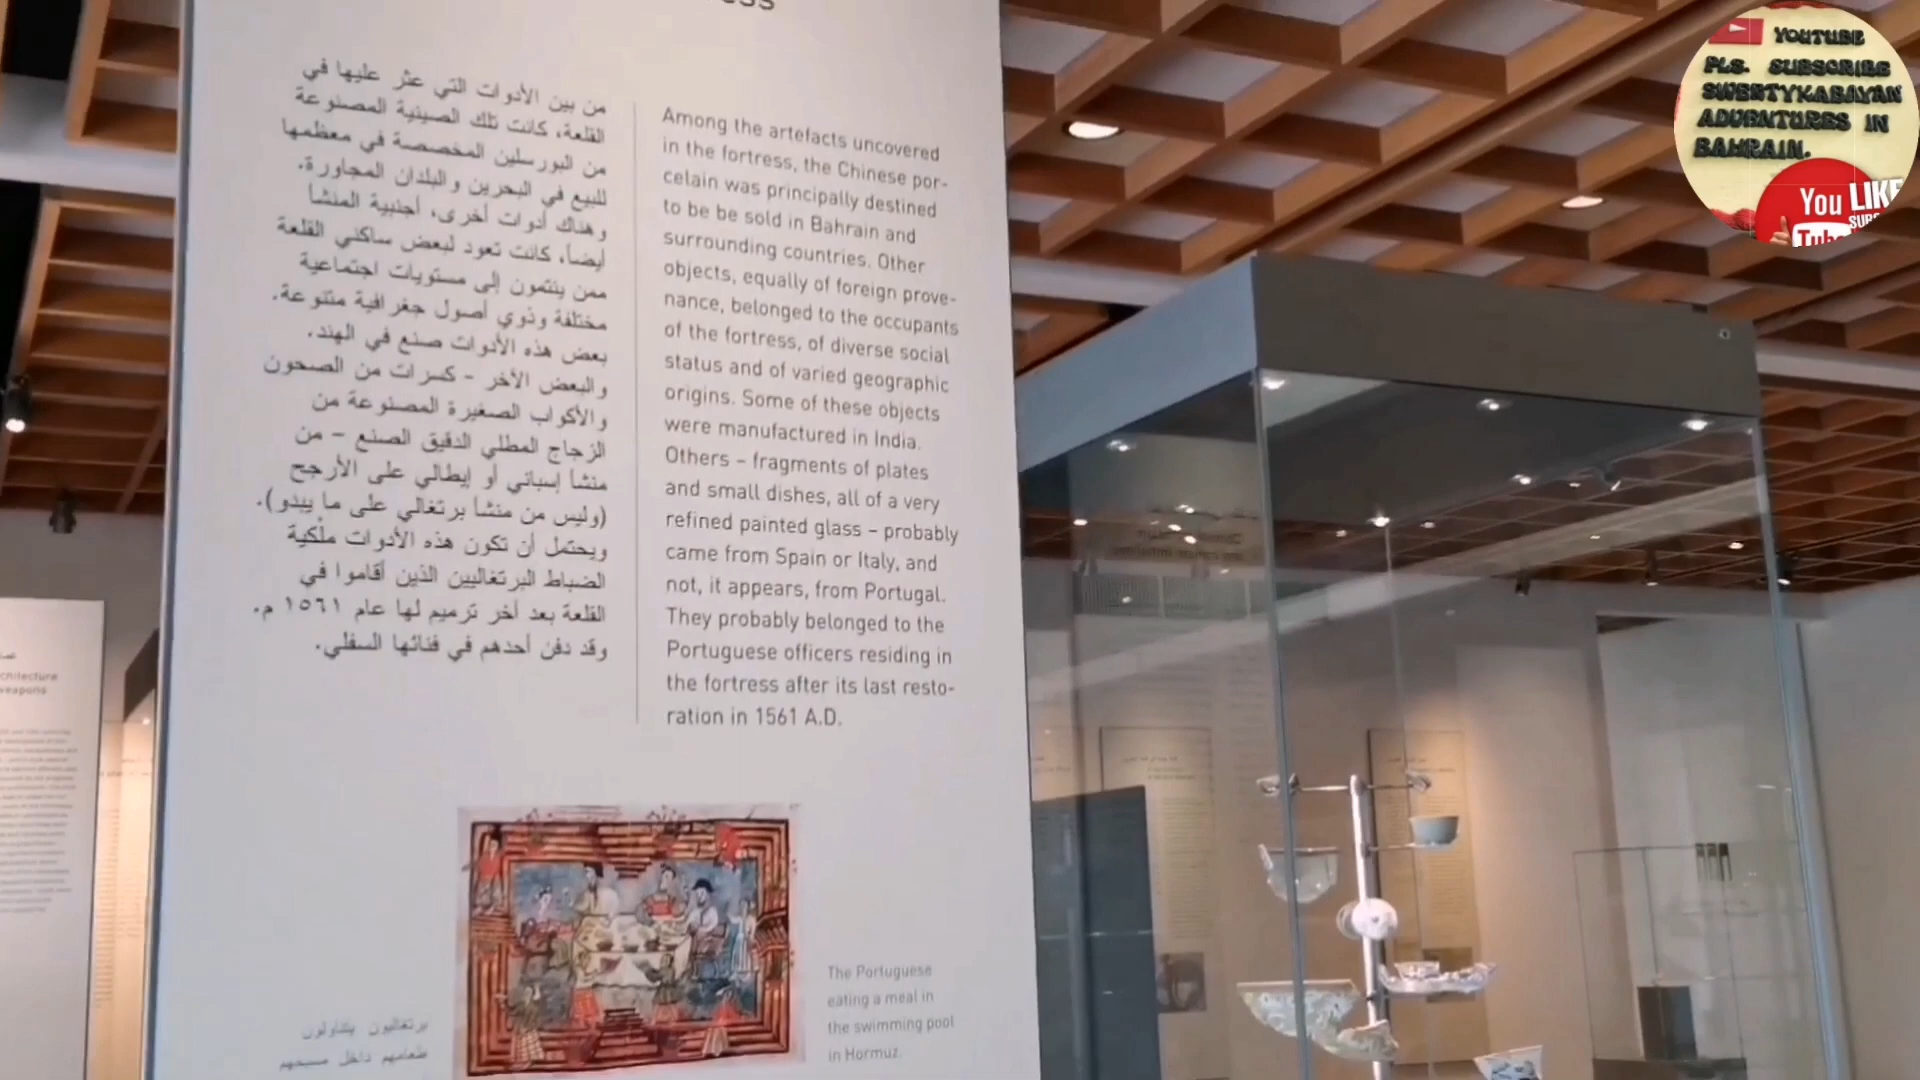 من بين الأدوات التي عثر عليها في
القلعة، كانت تلك الصينية المصنوعة
من البورسلين المخصصة في معظمها
للبيع في البحرين والبلدان المجاورة.
وهناك أدوات أخرى، أجنبية المنشأ
أيضاً، كانت تعود لبعض ساكني القلعة
ممن ينتمون إلى مستويات اجتماعية
مختلفة وذوي أصول جغرافية متنوعة.
بعض هذه الأدوات صنع في الهند.
والبعض الأخر - كسرات من الصحون
والأكواب الصغيرة المصنوعة من
الزجاج المطلي الدقيق الصنع - من
منشأ إسباني أو إيطالي على الأرجح
(وليس من منشأ برتغالي على ما يبدو).
ويحتمل أن تكون هذه الأدوات ملْكية
الضباط البرتغاليين الذين أقاموا في
القلعة بعد آخر ترميم لها عام ١٥٦١ م.
وقد دفن أحدهم في فنائها السفلي.
Among the artefacts uncovered
in the fortress, the Chinese por-
celain was principally destined
to be be sold in Bahrain and
surrounding countries. Other
objects, equally of foreign prove-
nance, belonged to the occupants
of the fortress, of diverse social
status and of varied geographic
origins. Some of these objects
were manufactured in India.
Others – fragments of plates
and small dishes, all of a very
refined painted glass – probably
came from Spain or Italy, and
not, it appears, from Portugal.
They probably belonged to the
Portuguese officers residing in
the fortress after its last resto-
ration in 1561 A.D.
برتغاليون يتناولون
طعامهم داخل مسبحهم
The Portuguese
eating a meal in
the swimming pool
in Hormuz.
weapons
YOUTUBE
PLS. SUBSCRIBE
SWERTYKABAYAN
ADVENTURES IN
BAHRAIN.
You LIKE
Tube